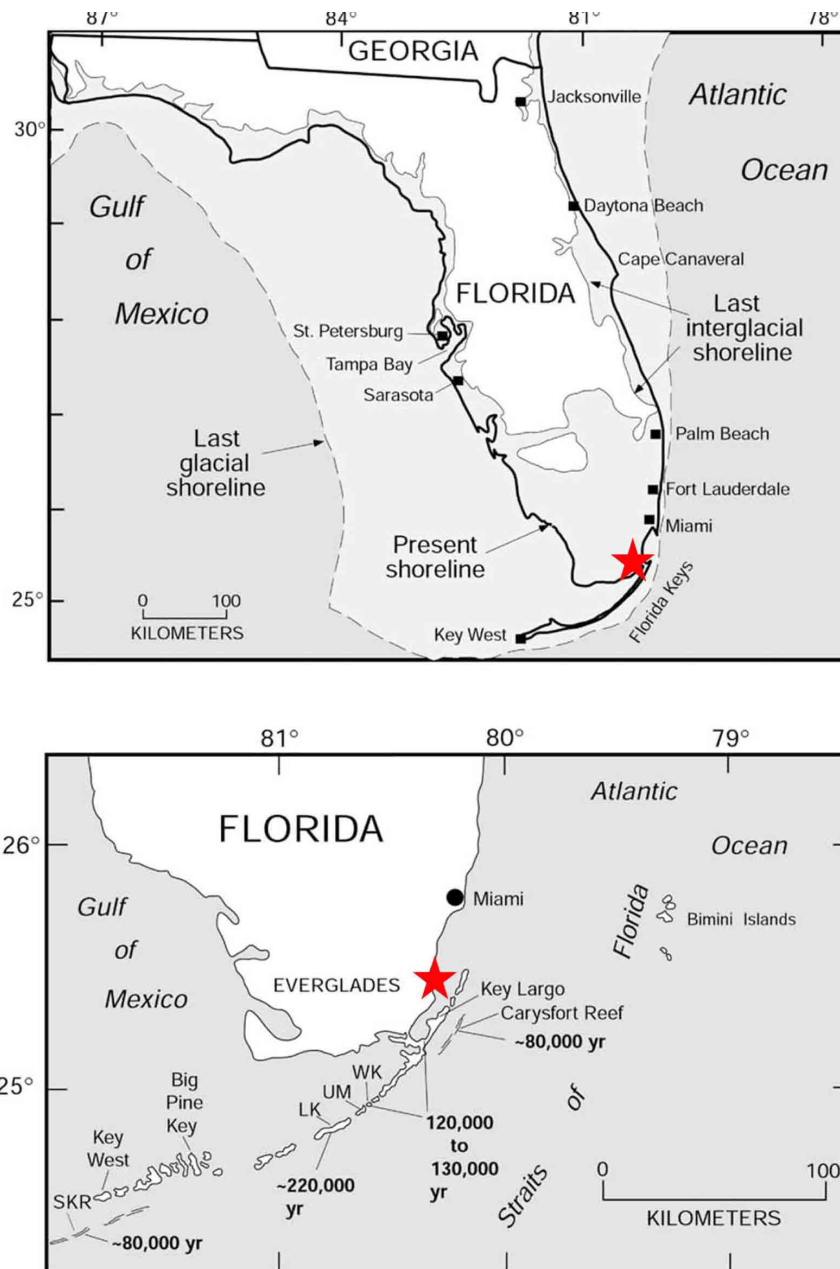 87° 84° 81° 78°
GEORGIA
Jacksonville
Atlantic
Ocean
30°
Gulf
of
Mexico
Daytona Beach
Cape Canaveral
FLORIDA
Last
interglacial
shoreline
St. Petersburg
Tampa Bay
Sarasota
Last
glacial
shoreline
Palm Beach
Fort Lauderdale
Miami
Present
shoreline
25°
0 100
KILOMETERS
Key West
Florida Keys
81° 80° 79°
FLORIDA
Atlantic
Ocean
26°
Gulf
of
Mexico
Miami
Florida
Bimini Islands
EVERGLADES
Key Largo
Carysfort Reef
~80,000 yr
25°
WK
UM
LK
Big
Pine
Key
of
120,000
to
130,000
yr
Key
West
~220,000
yr
Straits
0 100
KILOMETERS
SKR
~80,000 yr